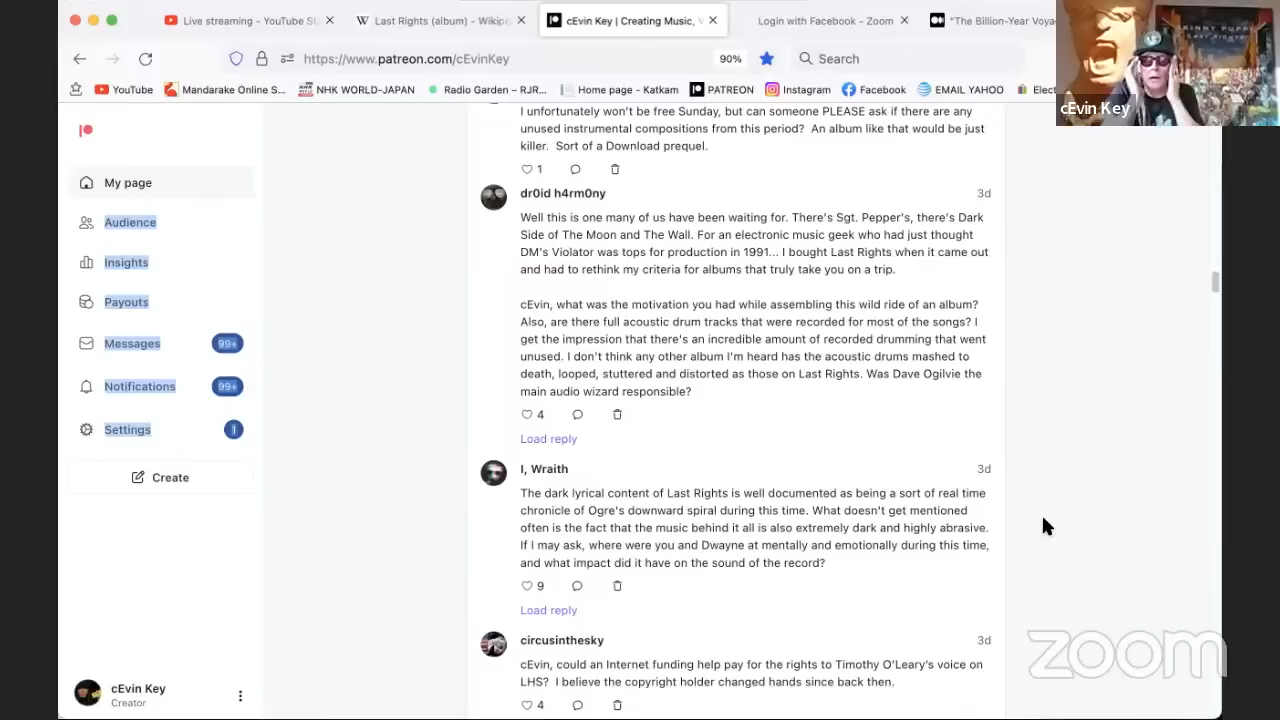 Live streaming - YouTube St
Last Rights (album) - Wikipe
cEvin Key | Creating Music, v
Login with Facebook - Zoom
"The Billion-Year Voya
https://www.patreon.com/cEvinKey
90%
Search
YouTube
Mandarake Online S...
NHK WORLD-JAPAN
Radio Garden – RJR...
Home page - Katkam
PATREON
Instagram
Facebook
EMAIL YAHOO
Elect
SKINNY PUPPY
LAST RIGHTS
cEvin Key
My page
Audience
Insights
Payouts
Messages
99+
Notifications
99+
Settings
1
Create
cEvin Key
Creator
I unfortunately won't be free Sunday, but can someone PLEASE ask if there are any
unused instrumental compositions from this period? An album like that would be just
killer. Sort of a Download prequel.
1
dr0id h4rm0ny
3d
Well this is one many of us have been waiting for. There's Sgt. Pepper's, there's Dark
Side of The Moon and The Wall. For an electronic music geek who had just thought
DM's Violator was tops for production in 1991... I bought Last Rights when it came out
and had to rethink my criteria for albums that truly take you on a trip.
cEvin, what was the motivation you had while assembling this wild ride of an album?
Also, are there full acoustic drum tracks that were recorded for most of the songs? I
get the impression that there's an incredible amount of recorded drumming that went
unused. I don't think any other album I'm heard has the acoustic drums mashed to
death, looped, stuttered and distorted as those on Last Rights. Was Dave Ogilvie the
main audio wizard responsible?
4
Load reply
I, Wraith
3d
The dark lyrical content of Last Rights is well documented as being a sort of real time
chronicle of Ogre's downward spiral during this time. What doesn't get mentioned
often is the fact that the music behind it all is also extremely dark and highly abrasive.
If I may ask, where were you and Dwayne at mentally and emotionally during this time,
and what impact did it have on the sound of the record?
9
Load reply
circusinthesky
3d
cEvin, could an Internet funding help pay for the rights to Timothy O'Leary's voice on
LHS? I believe the copyright holder changed hands since back then.
4
zoom